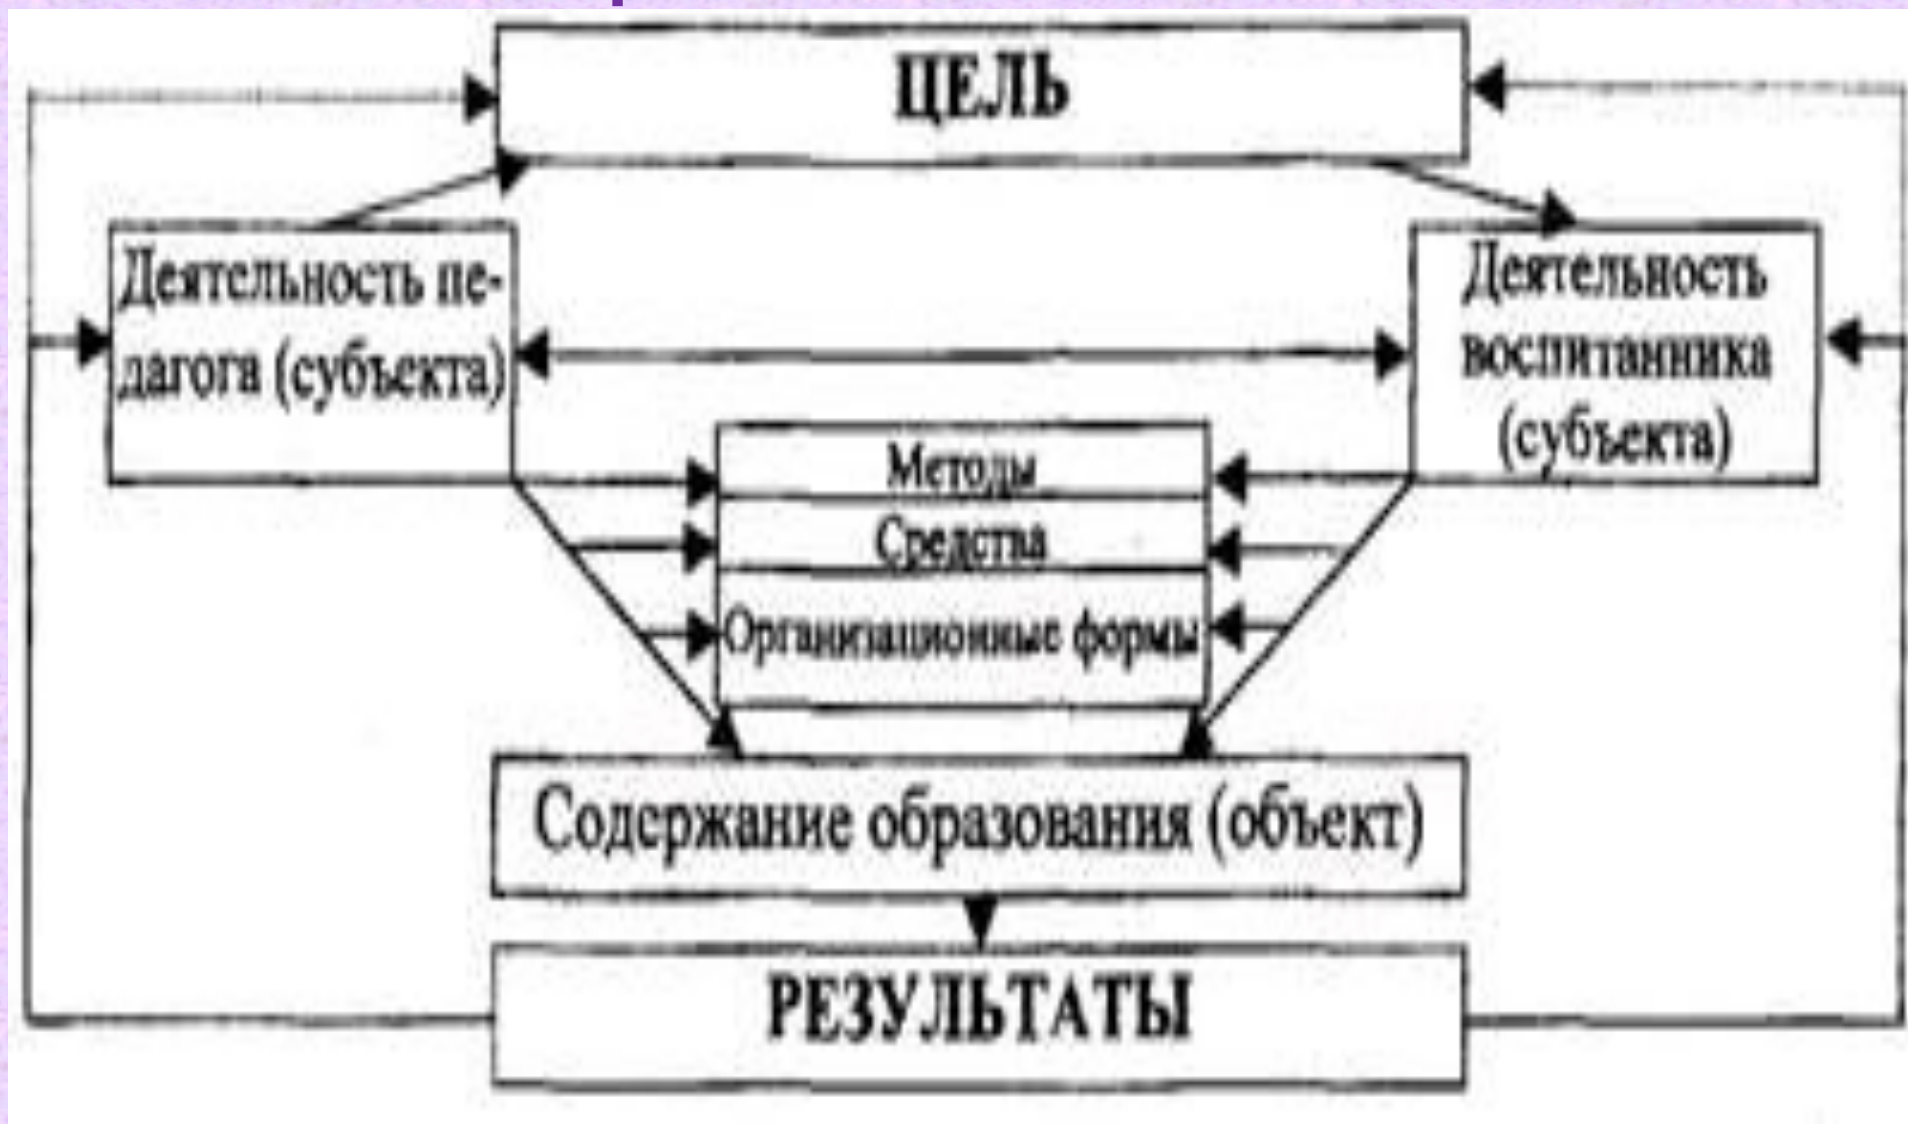 ЦЕЛЬ
Деятельность пе-
дагога (субъекта)
Деятельность
воспитанника
(субъекта)
Методы
Средства
Организационные формы
Содержание образования (объект)
РЕЗУЛЬТАТЫ